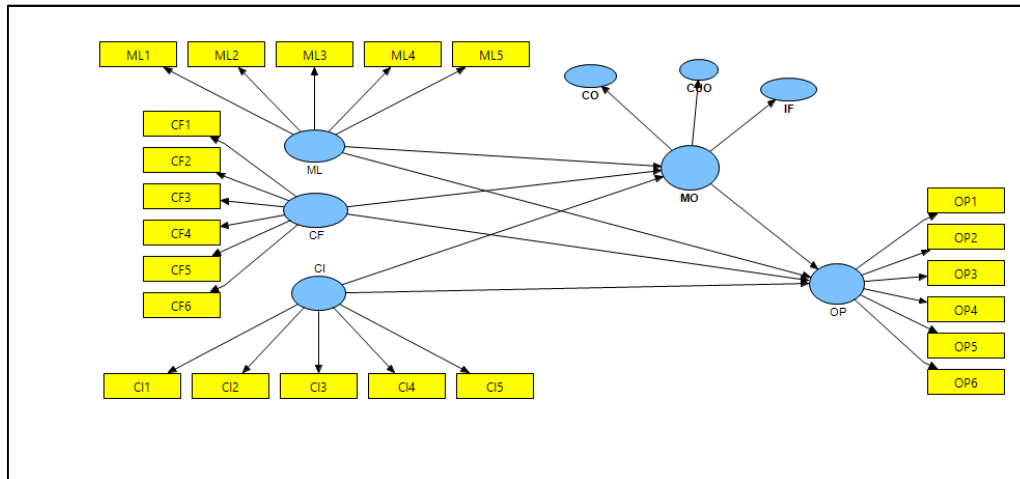 ML1
ML2
ML3
ML4
ML5
CO
CUO
IF
CF1
CF2
CF3
CF4
CF5
CF6
ML
CF
CI
MO
OP
OP1
OP2
OP3
OP4
OP5
OP6
CI1
CI2
CI3
CI4
CI5